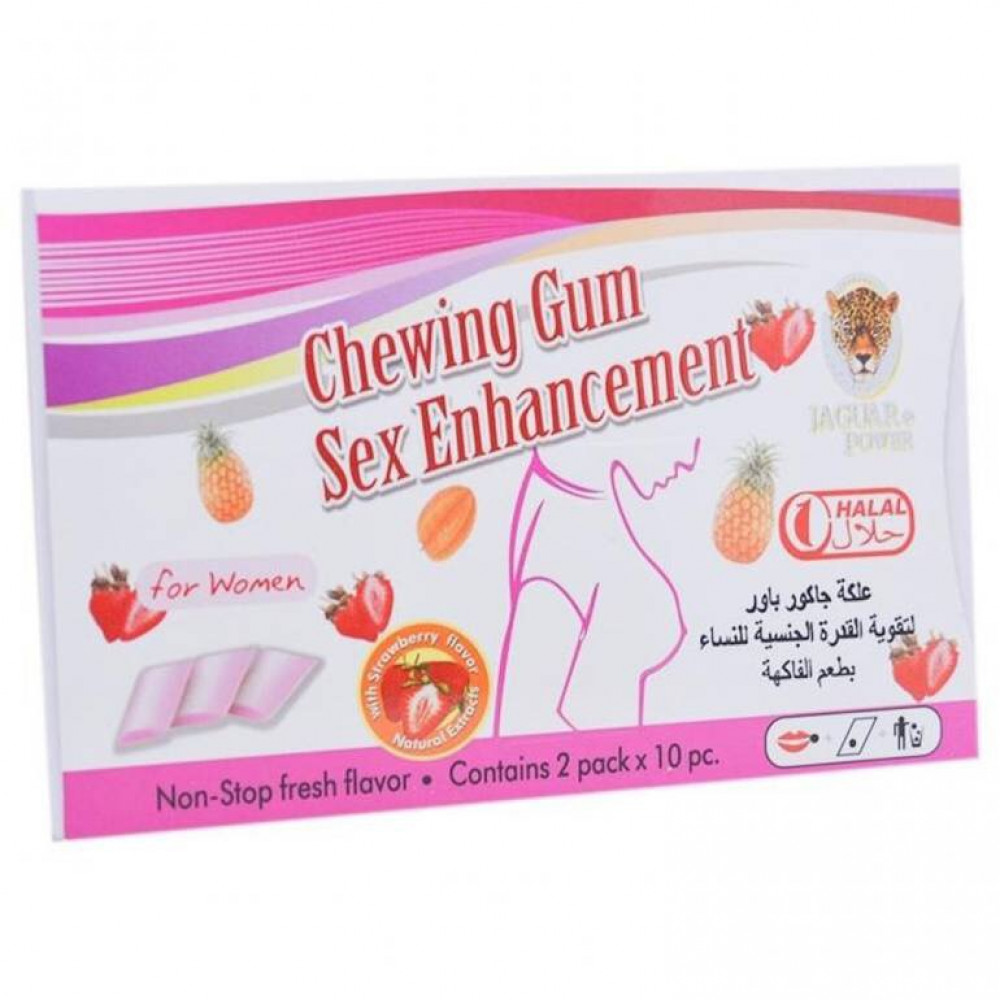 Chewing Gum
Sex Enhancement
JAGUAR
POWER
1 HALAL
حلال
for Women
علكة جاكور باور
لتقوية القدرة الجنسية للنساء
بطعم الفاكهة
with Strawberry flavor
Natural Extracts
Non-Stop fresh flavor • Contains 2 pack x 10 pc.